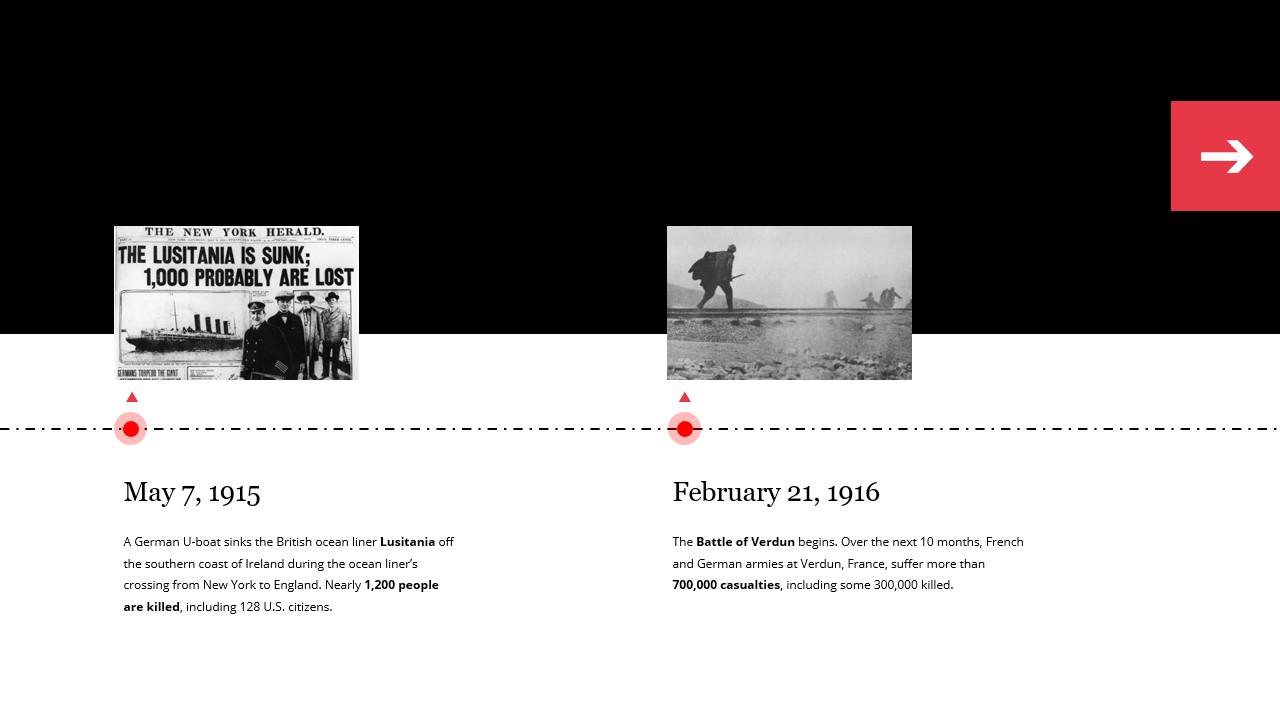 THE NEW YORK HERALD.
THE LUSITANIA IS SUNK;
1,000 PROBABLY ARE LOST
GERMANS TORPEDO THE GIANT
May 7, 1915
A German U-boat sinks the British ocean liner Lusitania off
the southern coast of Ireland during the ocean liner's
crossing from New York to England. Nearly 1,200 people
are killed, including 128 U.S. citizens.
February 21, 1916
The Battle of Verdun begins. Over the next 10 months, French
and German armies at Verdun, France, suffer more than
700,000 casualties, including some 300,000 killed.